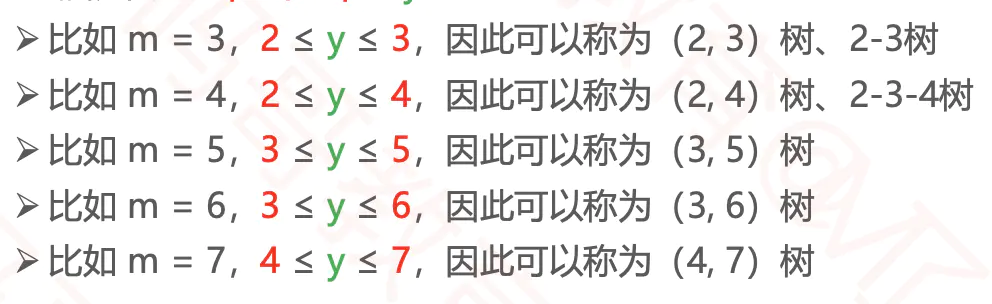 ➢ 比如 m = 3，2 ≤ y ≤ 3，因此可以称为（2, 3）树、2-3树
➢ 比如 m = 4，2 ≤ y ≤ 4，因此可以称为（2, 4）树、2-3-4树
➢ 比如 m = 5，3 ≤ y ≤ 5，因此可以称为（3, 5）树
➢ 比如 m = 6，3 ≤ y ≤ 6，因此可以称为（3, 6）树
➢ 比如 m = 7，4 ≤ y ≤ 7，因此可以称为（4, 7）树